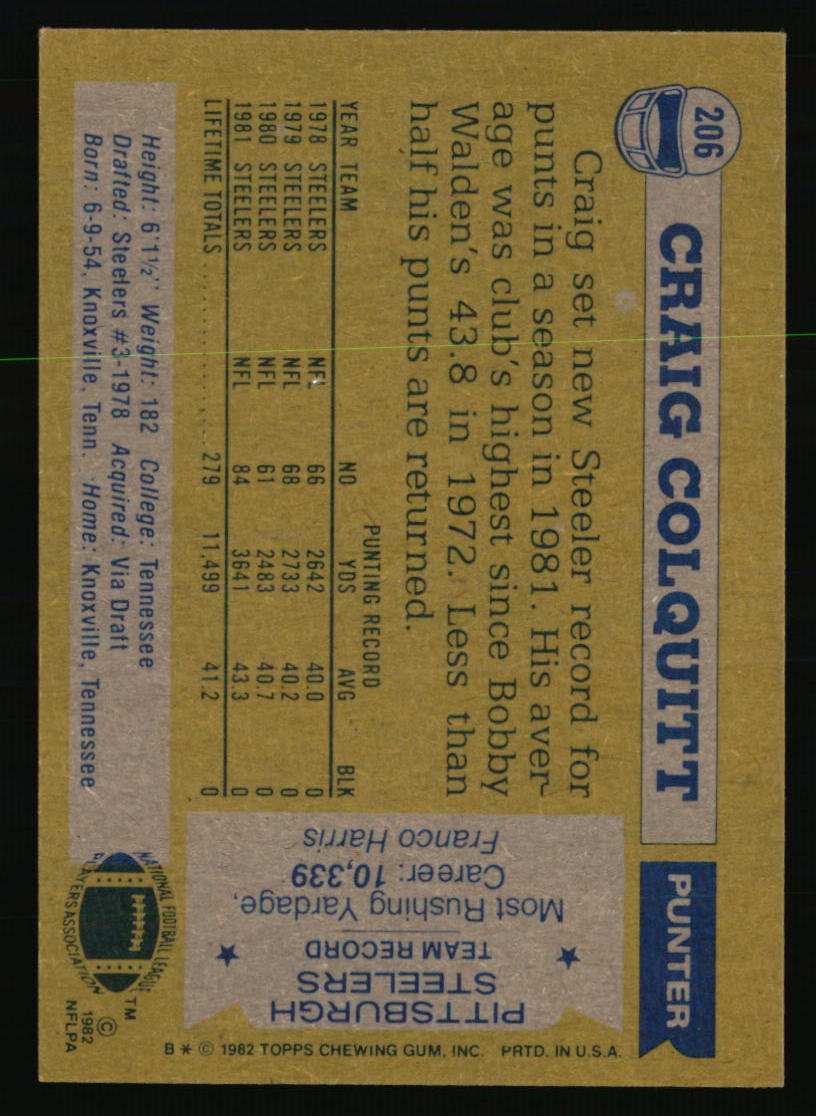 206
CRAIG COLQUITT
PUNTER
Craig set new Steeler record for
punts in a season in 1981. His aver-
age was club's highest since Bobby
Walden's 43.8 in 1972. Less than
half his punts are returned.
PUNTING RECORD
YEAR TEAM NO YDS AVG BLK
1978 STEELERS NFL 66 2642 40.0 0
1979 STEELERS NFL 68 2733 40.2 0
1980 STEELERS NFL 61 2483 40.7 0
1981 STEELERS NFL 84 3641 43.3 0
LIFETIME TOTALS 279 11,499 41.2 0
Height: 6'1½" Weight: 182 College: Tennessee
Drafted: Steelers #3-1978 Acquired: Via Draft
Born: 6-9-54, Knoxville, Tenn. Home: Knoxville, Tennessee
PITTSBURGH
STEELERS
TEAM RECORD
Most Rushing Yardage,
Career: 10,339
Franco Harris
NATIONAL FOOTBALL LEAGUE
PLAYERS ASSOCIATION
TM
©
1982
NFLPA
B * © 1982 TOPPS CHEWING GUM, INC. PRTD. IN U.S.A.